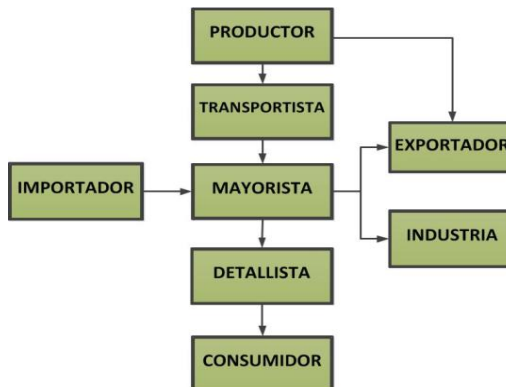 PRODUCTOR
TRANSPORTISTA
EXPORTADOR
IMPORTADOR
MAYORISTA
INDUSTRIA
DETALLISTA
CONSUMIDOR